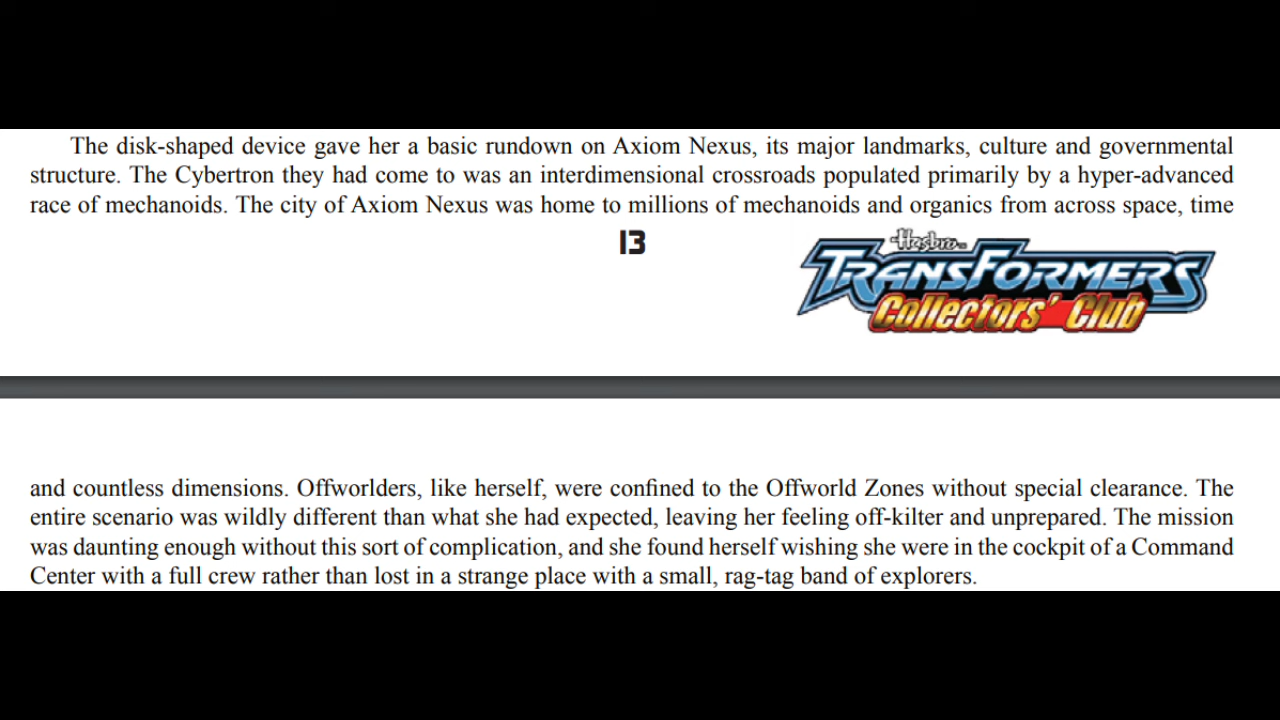 The disk-shaped device gave her a basic rundown on Axiom Nexus, its major landmarks, culture and governmental
structure. The Cybertron they had come to was an interdimensional crossroads populated primarily by a hyper-advanced
race of mechanoids. The city of Axiom Nexus was home to millions of mechanoids and organics from across space, time
13
Hasbro
TRANSFORMERS
Collectors' Club
and countless dimensions. Offworlders, like herself, were confined to the Offworld Zones without special clearance. The
entire scenario was wildly different than what she had expected, leaving her feeling off-kilter and unprepared. The mission
was daunting enough without this sort of complication, and she found herself wishing she were in the cockpit of a Command
Center with a full crew rather than lost in a strange place with a small, rag-tag band of explorers.